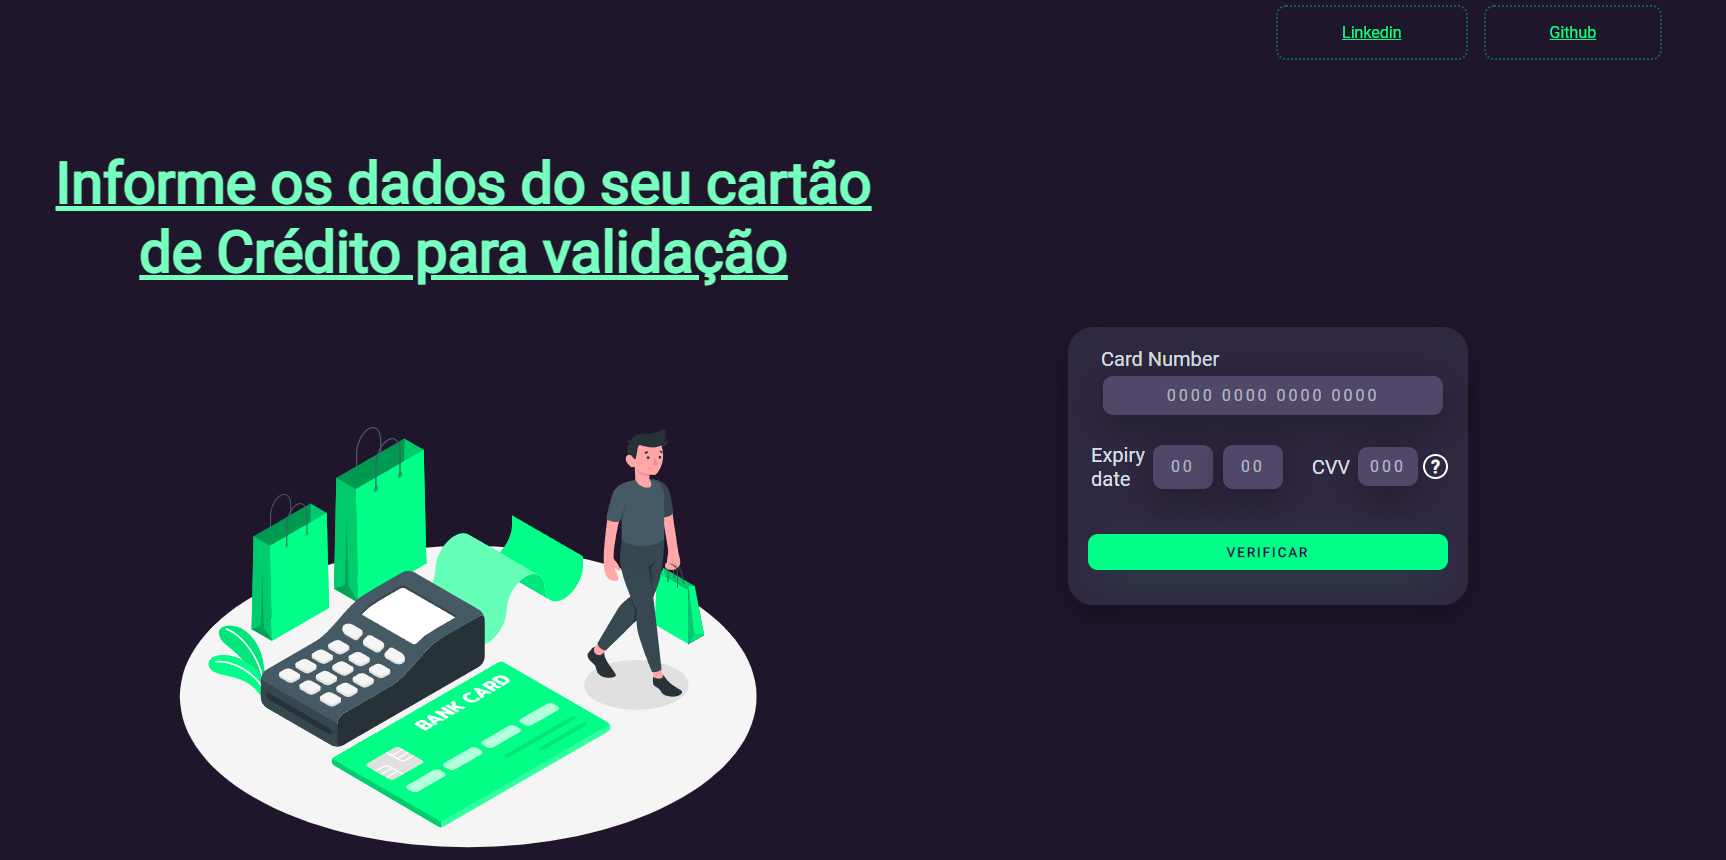 Linkedin
Github
Informe os dados do seu cartão
de Crédito para validação
Card Number
0000 0000 0000 0000
Expiry
date
00
00
CVV
000
?
VERIFICAR
BANK CARD